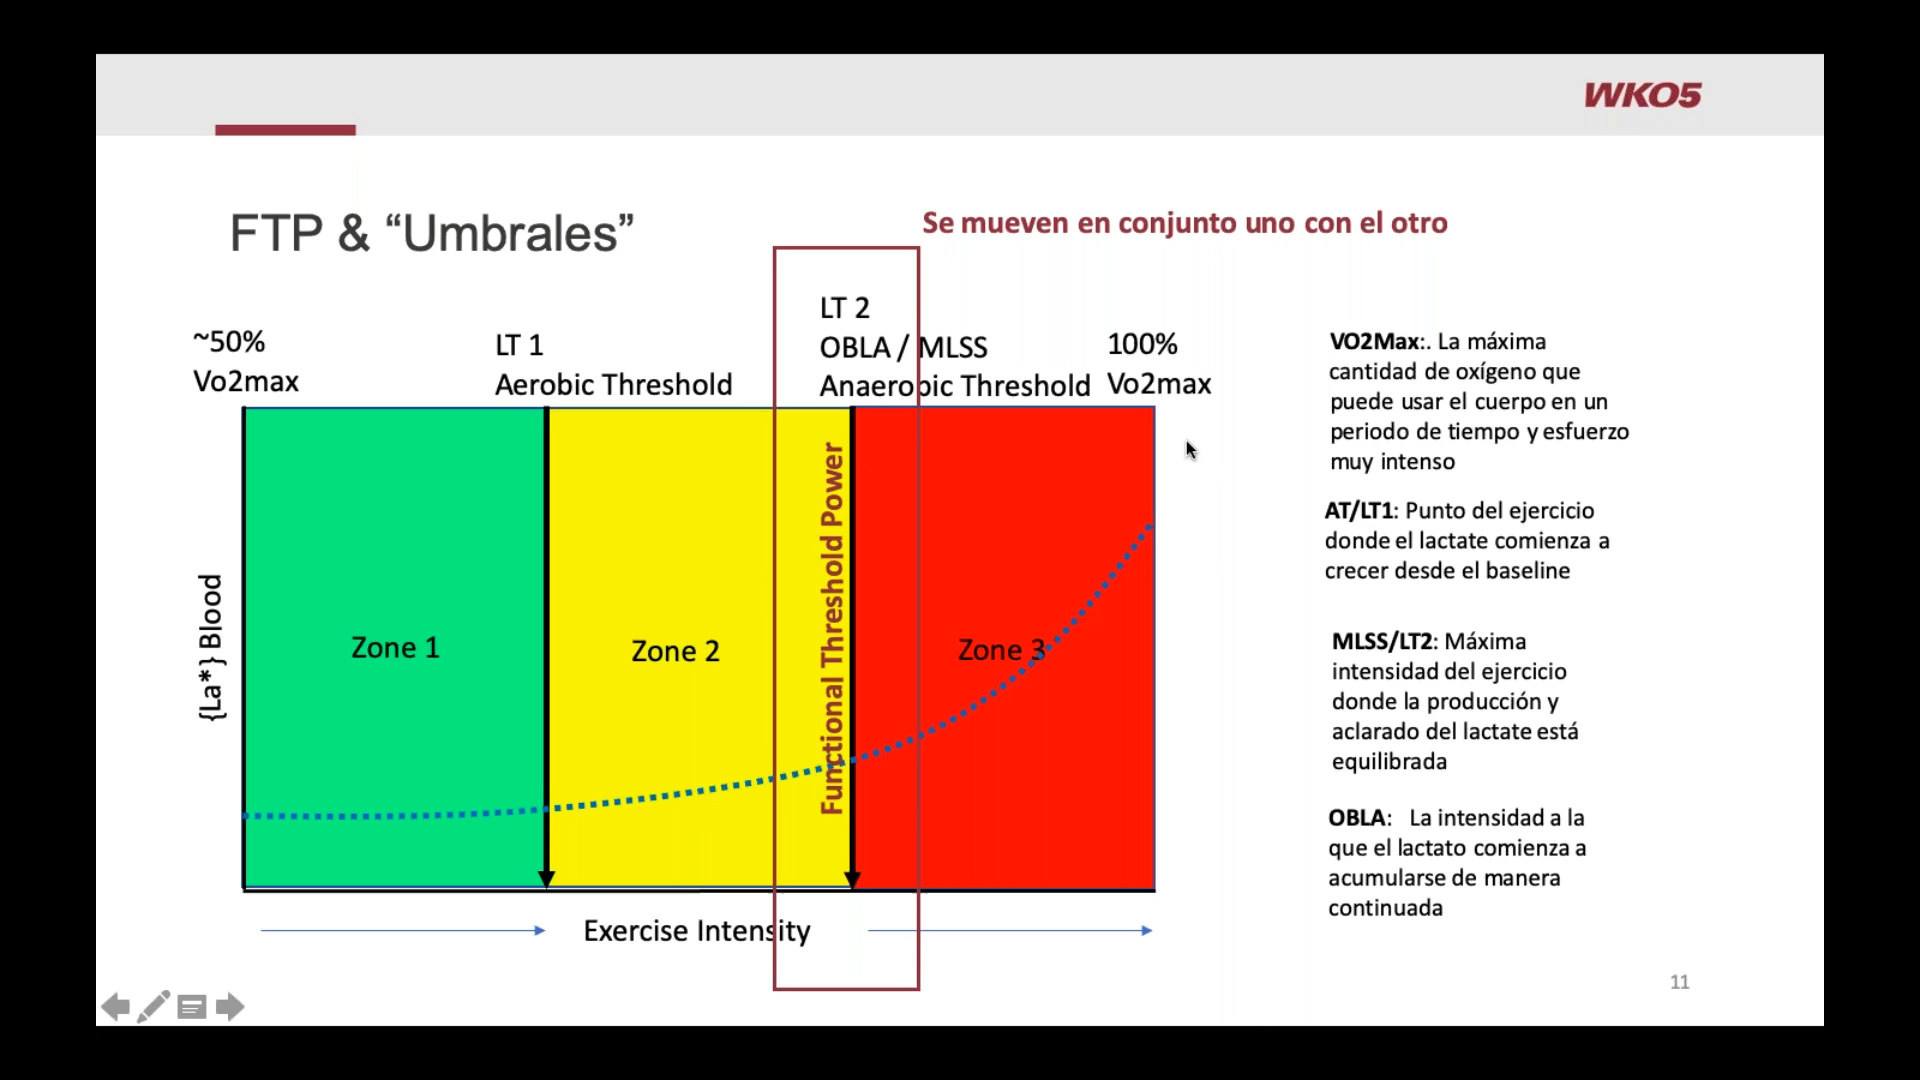 WKO5
FTP & “Umbrales”
Se mueven en conjunto uno con el otro
~50%
Vo2max
LT 1
Aerobic Threshold
LT 2
OBLA / MLSS
Anaerobic Threshold
100%
Vo2max
{La*} Blood
Zone 1
Zone 2
Functional Threshold Power
Zone 3
Exercise Intensity
VO2Max:. La máxima
cantidad de oxígeno que
puede usar el cuerpo en un
periodo de tiempo y esfuerzo
muy intenso
AT/LT1: Punto del ejercicio
donde el lactate comienza a
crecer desde el baseline
MLSS/LT2: Máxima
intensidad del ejercicio
donde la producción y
aclarado del lactate está
equilibrada
OBLA: La intensidad a la
que el lactato comienza a
acumularse de manera
continuada
11